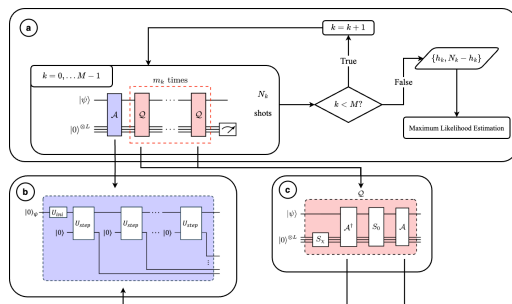 a
k = 0, … M − 1
m_k times
|ψ⟩
|0⟩^{⊗L}
𝒜
𝒬
⋯
𝒬
N_k
shots
k = k + 1
True
k < M?
False
{h_k, N_k − h_k}
Maximum Likelihood Estimation
b
|0⟩_ψ
U_ini
U_step
U_step
⋯
U_step
|0⟩
|0⟩
⋯
|0⟩
⋮
c
𝒬
|ψ⟩
|0⟩^{⊗L}
S_χ
𝒜†
S_0
𝒜